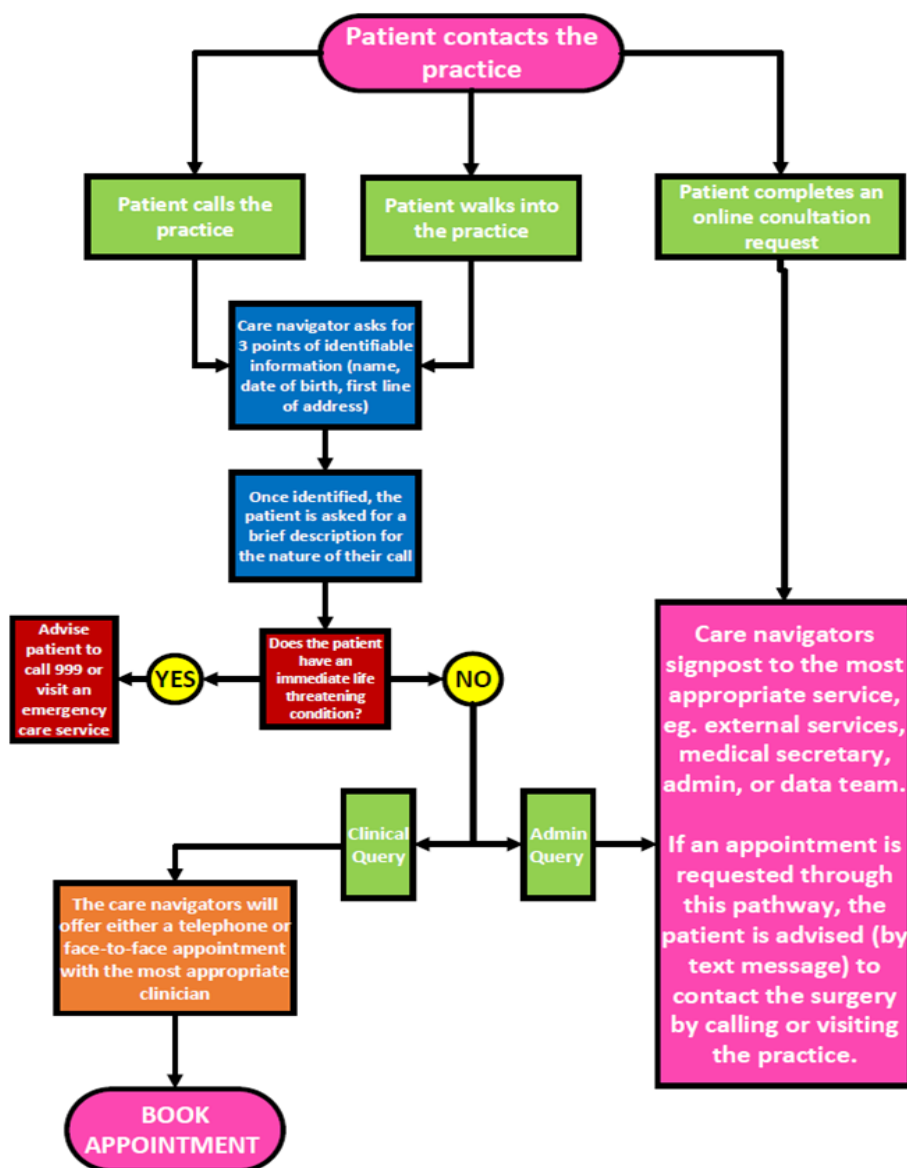 Patient contacts the
practice
Patient calls the
practice
Patient walks into
the practice
Patient completes an
online conultation
request
Care navigator asks for
3 points of identifiable
information (name,
date of birth, first line
of address)
Once identified, the
patient is asked for a
brief description for
the nature of their call
Does the patient
have an
immediate life
threatening
condition?
YES
NO
Advise
patient to
call 999 or
visit an
emergency
care service
Clinical
Query
Admin
Query
The care navigators will
offer either a telephone or
face-to-face appointment
with the most appropriate
clinician
BOOK
APPOINTMENT
Care navigators
signpost to the most
appropriate service,
eg. external services,
medical secretary,
admin, or data team.
If an appointment is
requested through
this pathway, the
patient is advised (by
text message) to
contact the surgery
by calling or visiting
the practice.